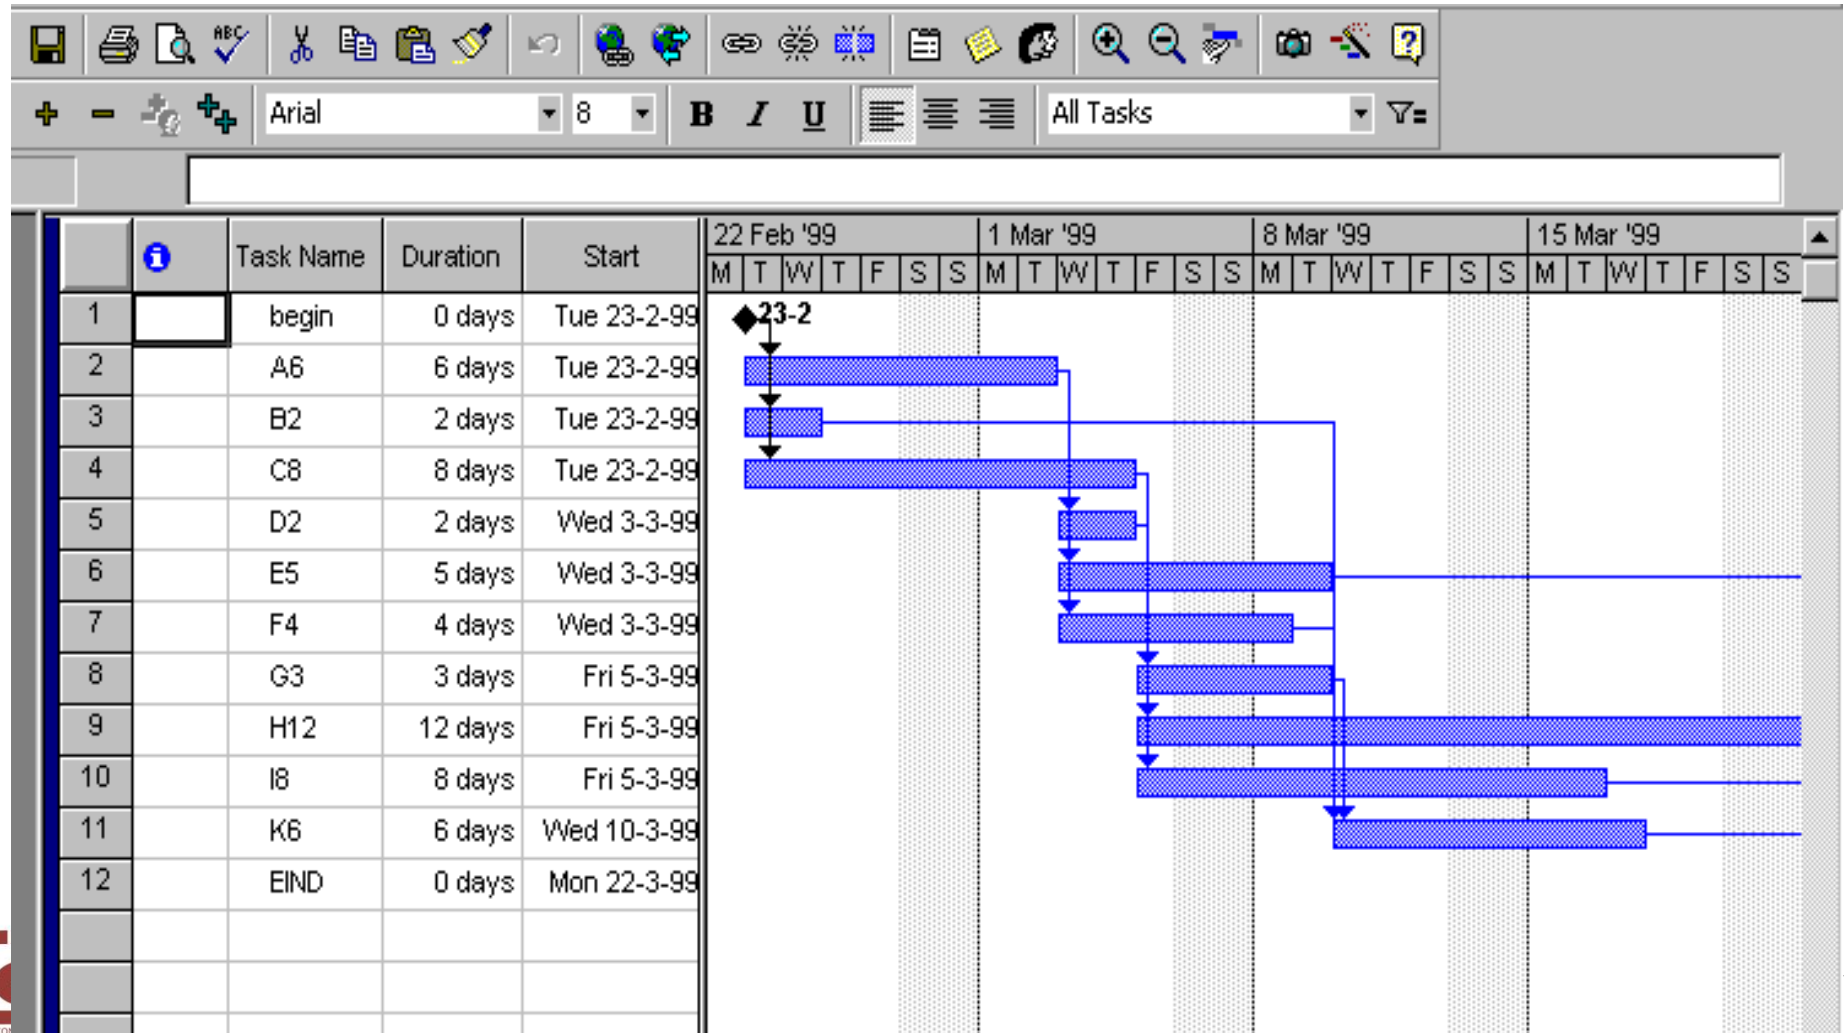 ABC
Arial 8 B I U All Tasks
Task Name Duration Start 22 Feb '99 1 Mar '99 8 Mar '99 15 Mar '99
M T W T F S S M T W T F S S M T W T F S S M T W T F S S
1 begin 0 days Tue 23-2-99 23-2
2 A6 6 days Tue 23-2-99
3 B2 2 days Tue 23-2-99
4 C8 8 days Tue 23-2-99
5 D2 2 days Wed 3-3-99
6 E5 5 days Wed 3-3-99
7 F4 4 days Wed 3-3-99
8 G3 3 days Fri 5-3-99
9 H12 12 days Fri 5-3-99
10 I8 8 days Fri 5-3-99
11 K6 6 days Wed 10-3-99
12 EIND 0 days Mon 22-3-99